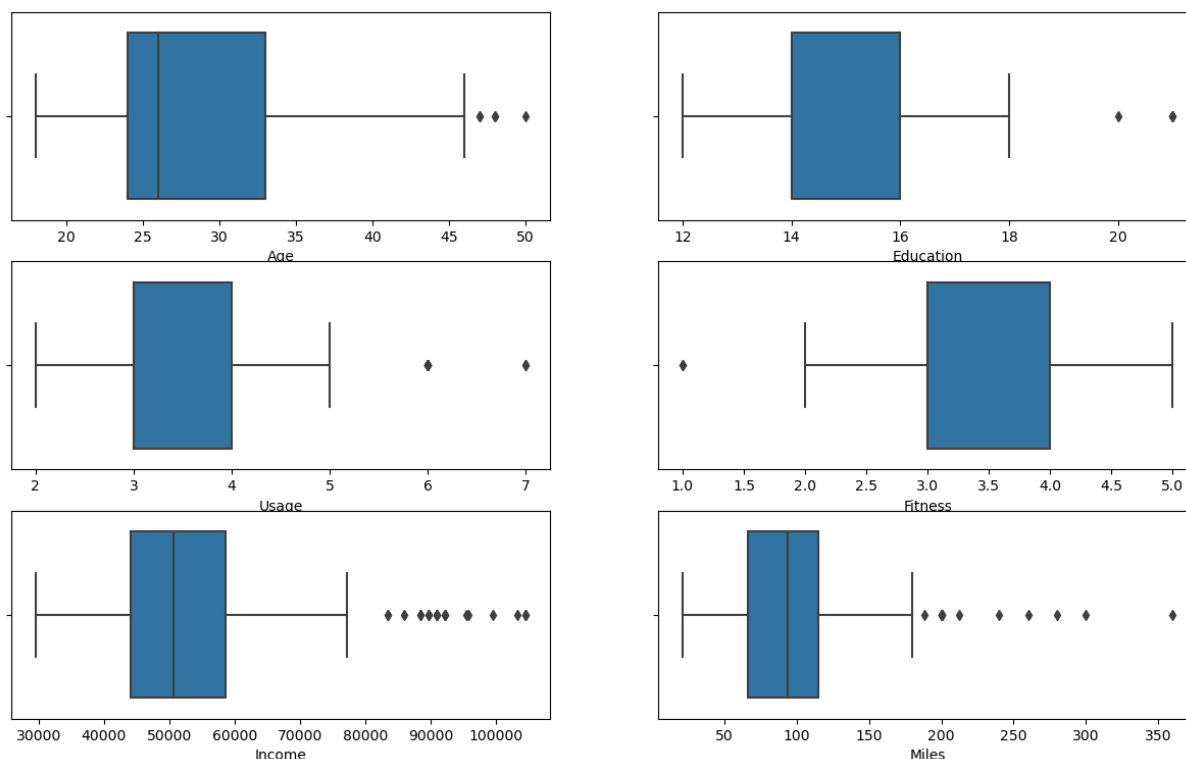 20 25 30 35 40 45 50
Age
12 14 16 18 20
Education
2 3 4 5 6 7
Usage
1.0 1.5 2.0 2.5 3.0 3.5 4.0 4.5 5.0
Fitness
30000 40000 50000 60000 70000 80000 90000 100000
Income
50 100 150 200 250 300 350
Miles